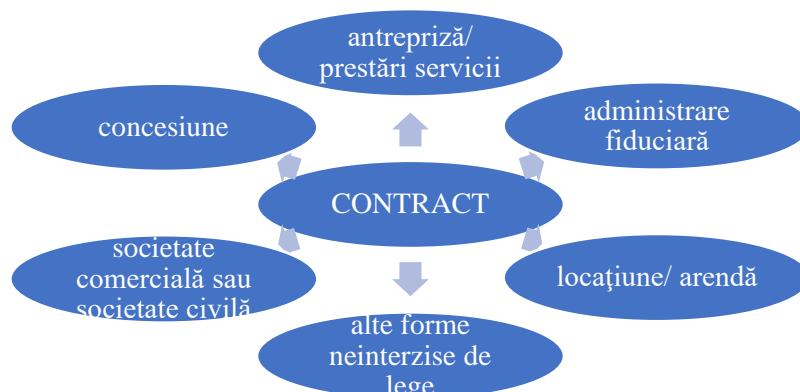 antrepriză/
prestări servicii
concesiune
administrare
fiduciară
CONTRACT
societate
comercială sau
societate civilă
locaţiune/ arendă
alte forme
neinterzise de
lege